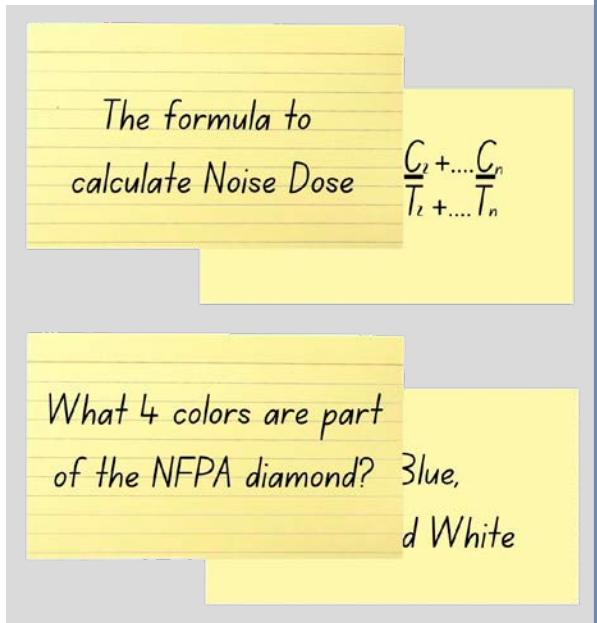 The formula to
calculate Noise Dose
C₂ +.... Cₙ
T₂ +.... Tₙ
What 4 colors are part
of the NFPA diamond?
Blue,
White